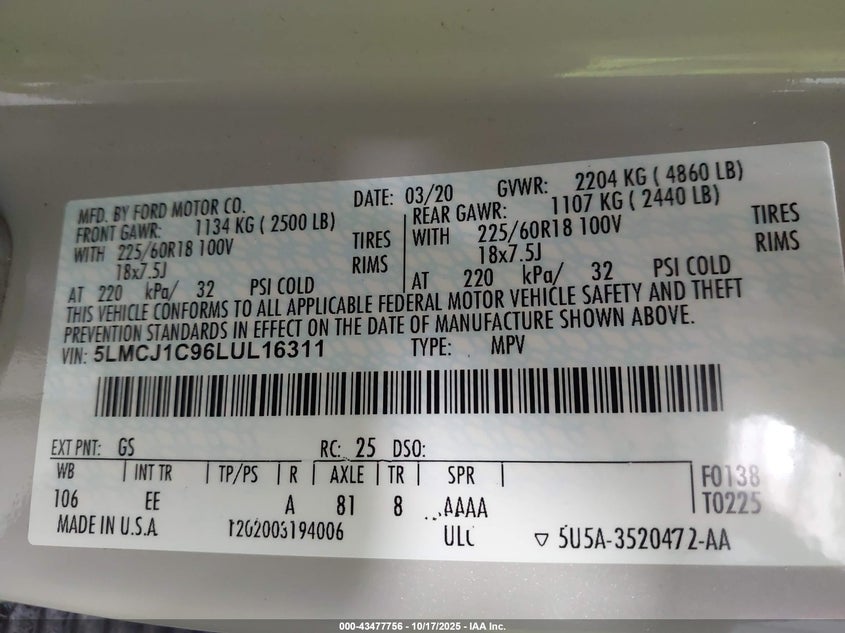 MFD. BY FORD MOTOR CO. DATE: 03/20 GVWR: 2204 KG ( 4860 LB)
FRONT GAWR: 1134 KG ( 2500 LB) REAR GAWR: 1107 KG ( 2440 LB)
WITH 225/60R18 100V TIRES WITH 225/60R18 100V TIRES
18x7.5J RIMS 18x7.5J RIMS
AT 220 kPa/ 32 PSI COLD AT 220 kPa/ 32 PSI COLD
THIS VEHICLE CONFORMS TO ALL APPLICABLE FEDERAL MOTOR VEHICLE SAFETY AND THEFT
PREVENTION STANDARDS IN EFFECT ON THE DATE OF MANUFACTURE SHOWN ABOVE.
VIN: 5LMCJ1C96LUL16311 TYPE: MPV
EXT PNT: GS RC: 25 DSO:
WB INT TR TP/PS R AXLE TR SPR F0138
106 EE A 81 8 AAAA T0225
MADE IN U.S.A. 5U5A-3520472-AA
000-43477756 | 10/17/2025 - IAA Inc.